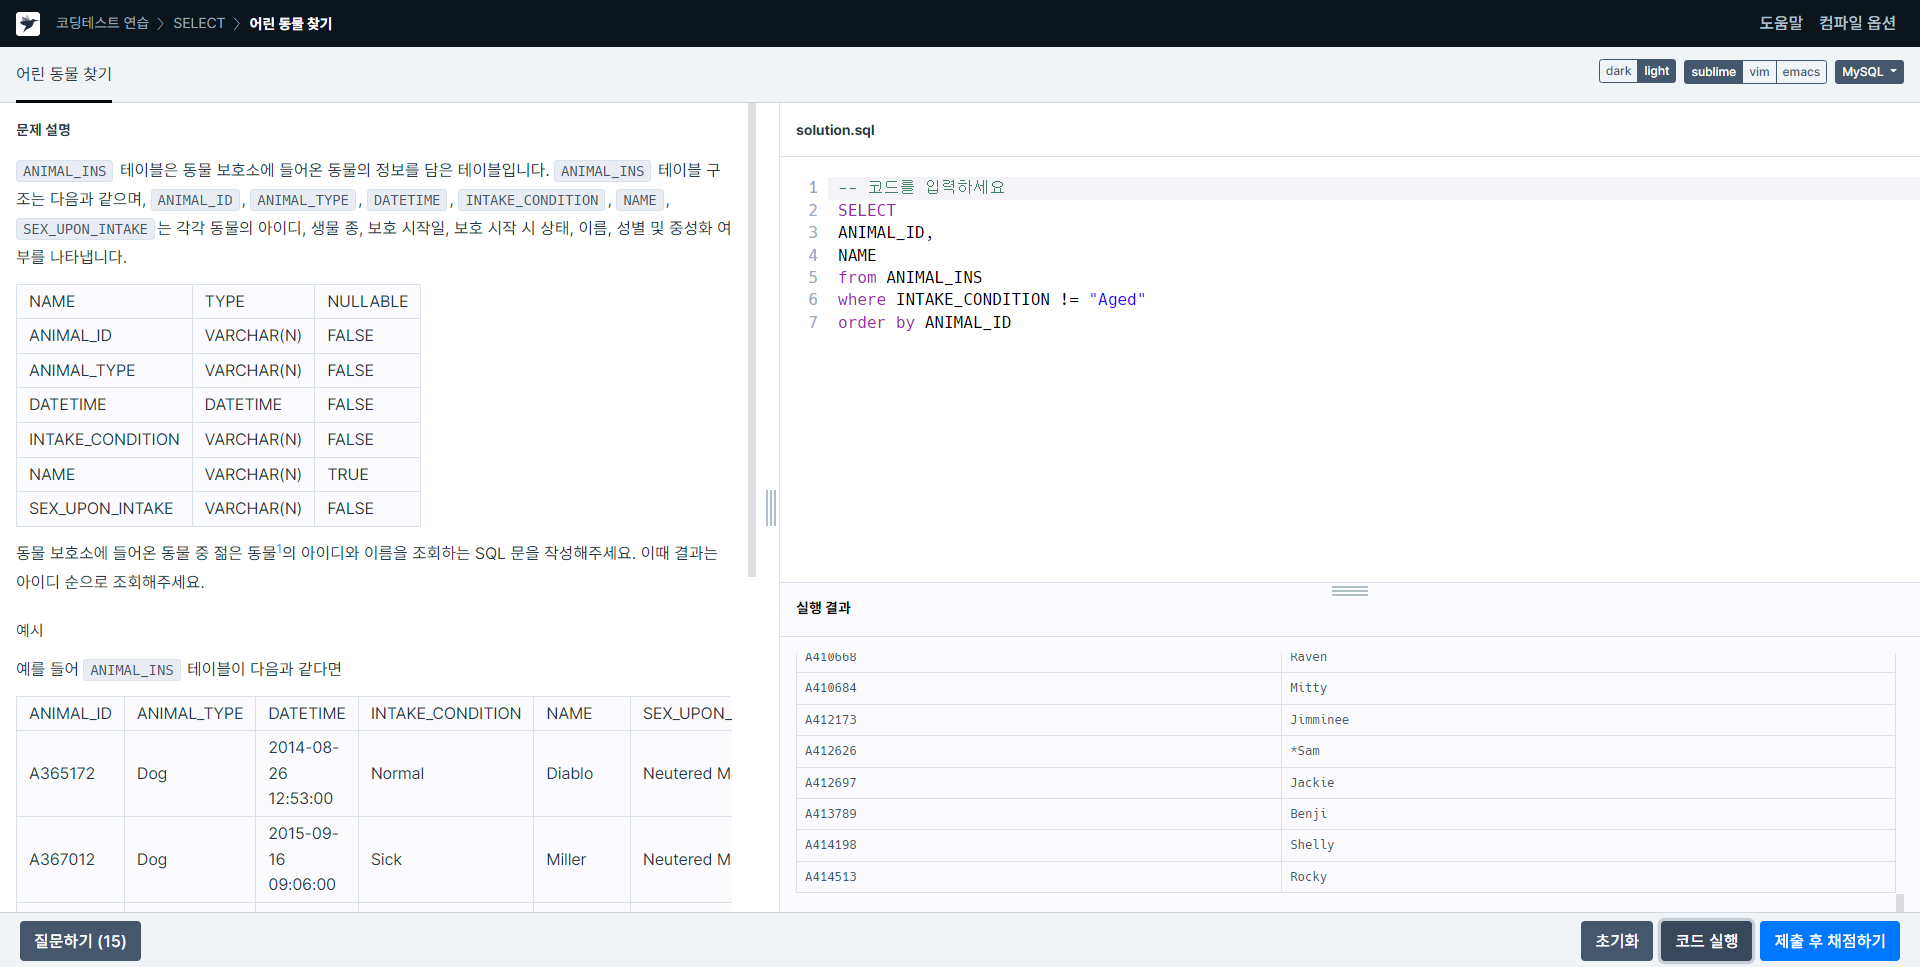 코딩테스트 연습 > SELECT > 어린 동물 찾기
도움말 컴파일 옵션
어린 동물 찾기
dark light sublime vim emacs MySQL
문제 설명
ANIMAL_INS 테이블은 동물 보호소에 들어온 동물의 정보를 담은 테이블입니다. ANIMAL_INS 테이블 구
조는 다음과 같으며, ANIMAL_ID, ANIMAL_TYPE, DATETIME, INTAKE_CONDITION, NAME,
SEX_UPON_INTAKE는 각각 동물의 아이디, 생물 종, 보호 시작일, 보호 시작 시 상태, 이름, 성별 및 중성화 여
부를 나타냅니다.
NAME TYPE NULLABLE
ANIMAL_ID VARCHAR(N) FALSE
ANIMAL_TYPE VARCHAR(N) FALSE
DATETIME DATETIME FALSE
INTAKE_CONDITION VARCHAR(N) FALSE
NAME VARCHAR(N) TRUE
SEX_UPON_INTAKE VARCHAR(N) FALSE
동물 보호소에 들어온 동물 중 젊은 동물1의 아이디와 이름을 조회하는 SQL 문을 작성해주세요. 이때 결과는
아이디 순으로 조회해주세요.
예시
예를 들어 ANIMAL_INS 테이블이 다음과 같다면
ANIMAL_ID ANIMAL_TYPE DATETIME INTAKE_CONDITION NAME SEX_UPON_
A365172 Dog 2014-08-26 12:53:00 Normal Diablo Neutered M
A367012 Dog 2015-09-16 09:06:00 Sick Miller Neutered M
질문하기 (15)
solution.sql
1 -- 코드를 입력하세요
2 SELECT
3 ANIMAL_ID,
4 NAME
5 from ANIMAL_INS
6 where INTAKE_CONDITION != "Aged"
7 order by ANIMAL_ID
실행 결과
A410668 Raven
A410684 Mitty
A412173 Jimminee
A412626 *Sam
A412697 Jackie
A413789 Benji
A414198 Shelly
A414513 Rocky
초기화 코드 실행 제출 후 채점하기